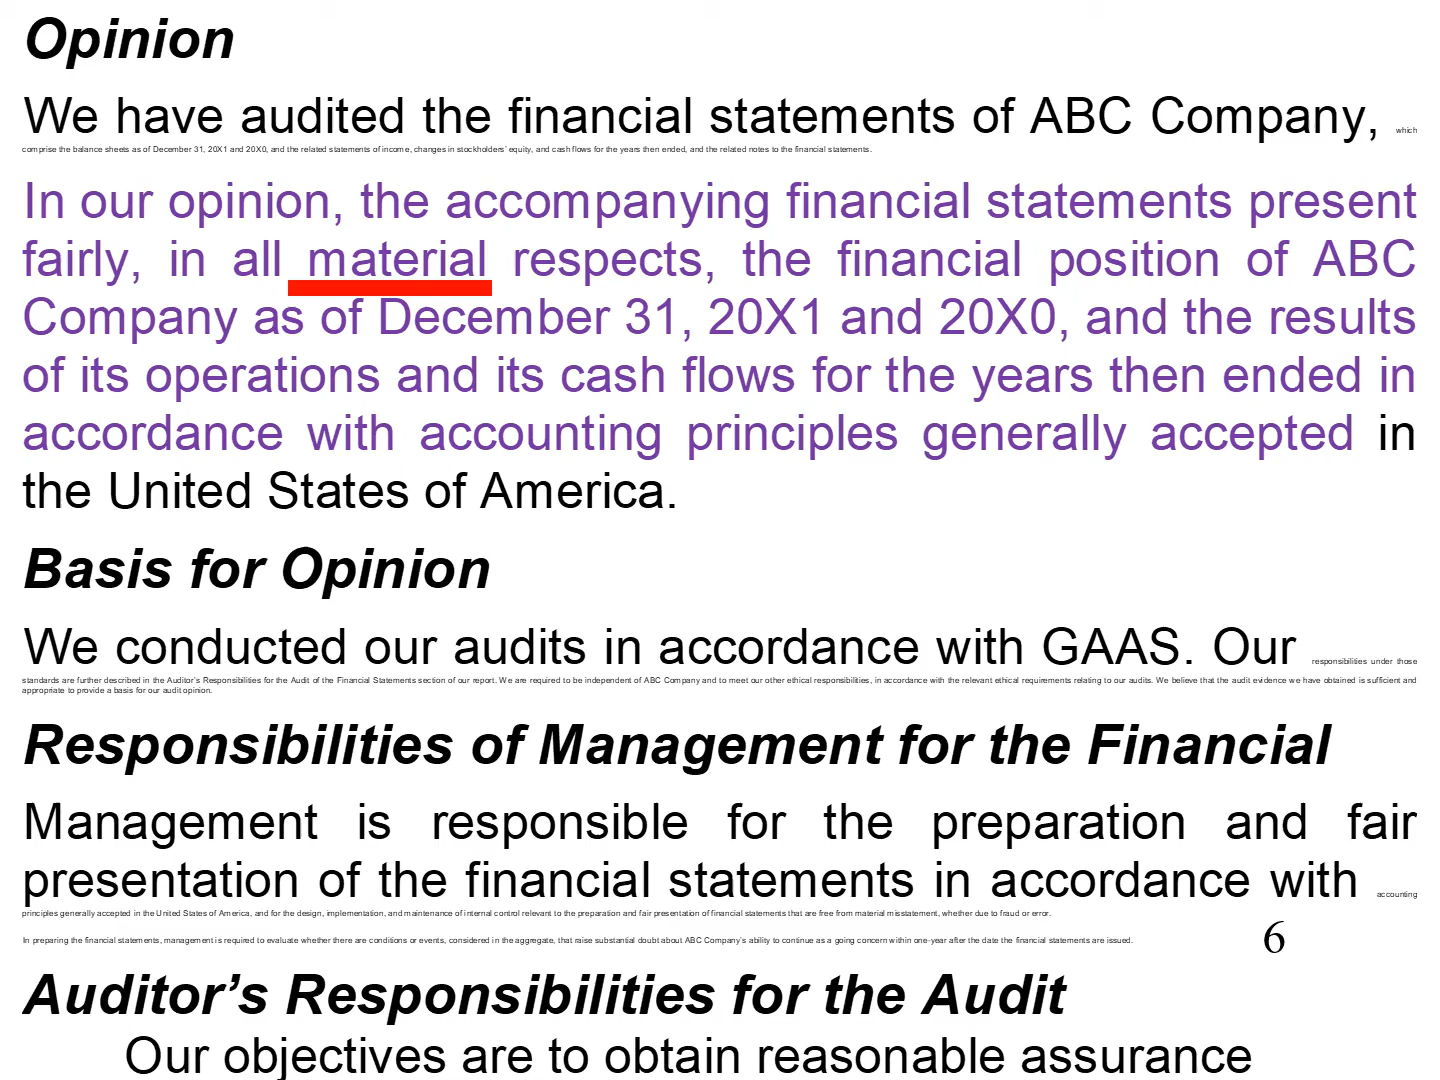 Opinion
We have audited the financial statements of ABC Company, which
comprise the balance sheets as of December 31, 20X1 and 20X0, and the related statements of income, changes in stockholders' equity, and cash flows for the years then ended, and the related notes to the financial statements.
In our opinion, the accompanying financial statements present
fairly, in all material respects, the financial position of ABC
Company as of December 31, 20X1 and 20X0, and the results
of its operations and its cash flows for the years then ended in
accordance with accounting principles generally accepted in
the United States of America.
Basis for Opinion
We conducted our audits in accordance with GAAS. Our responsibilities under those
standards are further described in the Auditor's Responsibilities for the Audit of the Financial Statements section of our report. We are required to be independent of ABC Company and to meet our other ethical responsibilities, in accordance with the relevant ethical requirements relating to our audits. We believe that the audit evidence we have obtained is sufficient and
appropriate to provide a basis for our audit opinion.
Responsibilities of Management for the Financial
Management is responsible for the preparation and fair
presentation of the financial statements in accordance with accounting
principles generally accepted in the United States of America, and for the design, implementation, and maintenance of internal control relevant to the preparation and fair presentation of financial statements that are free from material misstatement, whether due to fraud or error.
In preparing the financial statements, management is required to evaluate whether there are conditions or events, considered in the aggregate, that raise substantial doubt about ABC Company's ability to continue as a going concern within one-year after the date the financial statements are issued.
6
Auditor’s Responsibilities for the Audit
Our objectives are to obtain reasonable assurance